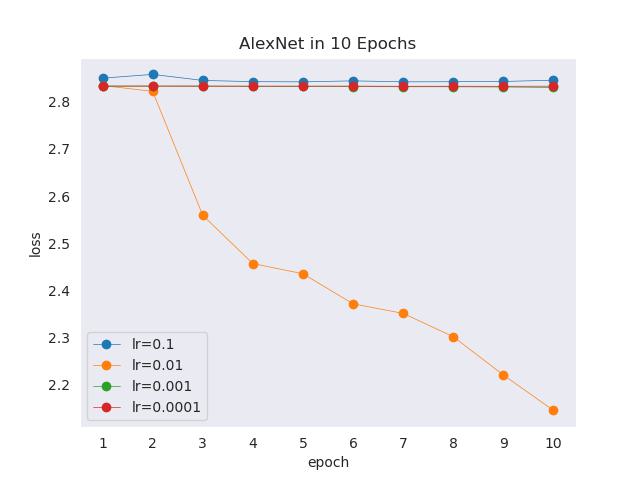 AlexNet in 10 Epochs
2.8
2.7
2.6
2.5
2.4
2.3
2.2
loss
lr=0.1
lr=0.01
lr=0.001
lr=0.0001
1 2 3 4 5 6 7 8 9 10
epoch